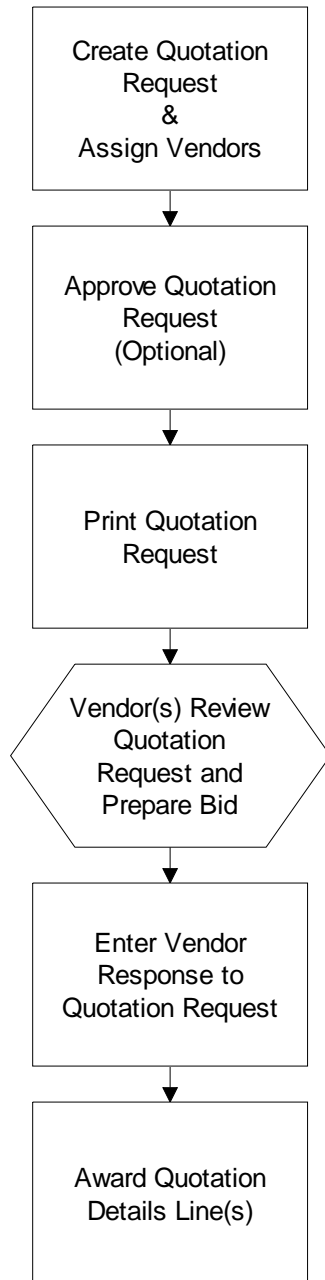 Create Quotation
Request
&
Assign Vendors
Approve Quotation
Request
(Optional)
Print Quotation
Request
Vendor(s) Review
Quotation
Request and
Prepare Bid
Enter Vendor
Response to
Quotation Request
Award Quotation
Details Line(s)